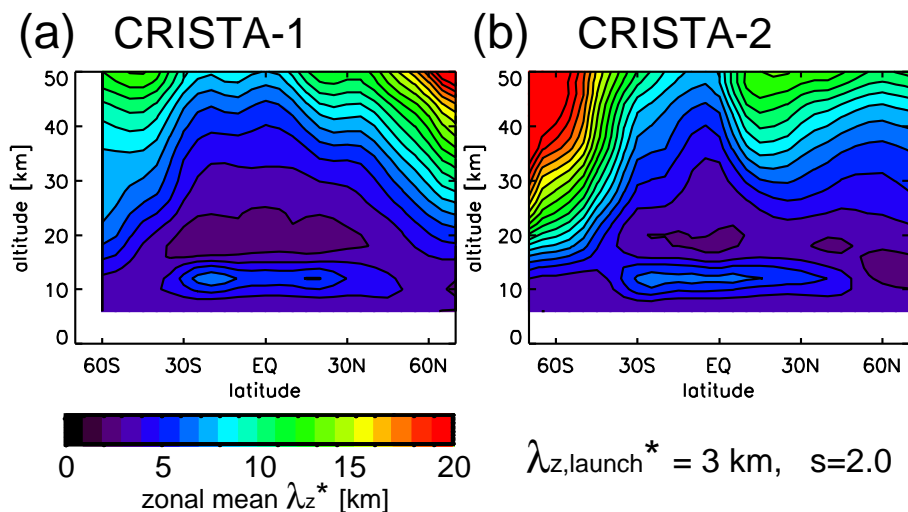 (a) CRISTA-1
(b) CRISTA-2
altitude [km]
50
40
30
20
10
0
60S 30S EQ 30N 60N
latitude
altitude [km]
50
40
30
20
10
0
60S 30S EQ 30N 60N
latitude
0 5 10 15 20
zonal mean λz* [km]
λz,launch* = 3 km, s=2.0